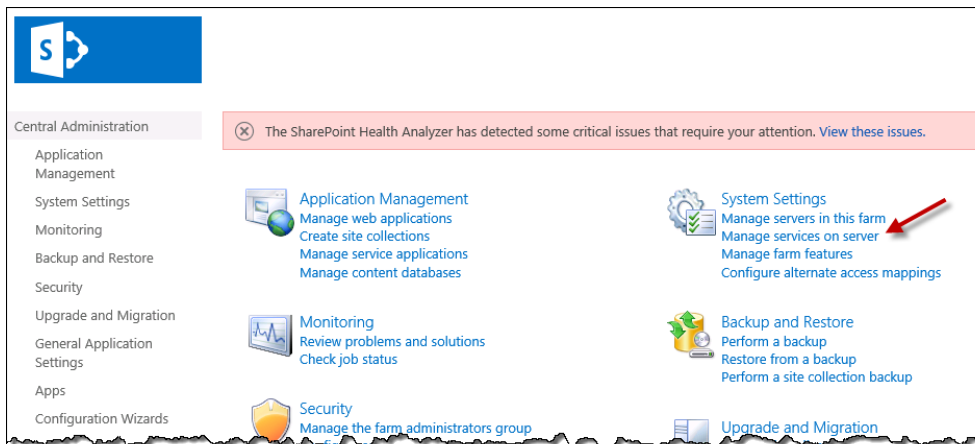 S
Central Administration
Application
Management
System Settings
Monitoring
Backup and Restore
Security
Upgrade and Migration
General Application
Settings
Apps
Configuration Wizards
The SharePoint Health Analyzer has detected some critical issues that require your attention. View these issues.
Application Management
Manage web applications
Create site collections
Manage service applications
Manage content databases
System Settings
Manage servers in this farm
Manage services on server
Manage farm features
Configure alternate access mappings
Monitoring
Review problems and solutions
Check job status
Backup and Restore
Perform a backup
Restore from a backup
Perform a site collection backup
Security
Manage the farm administrators group
Upgrade and Migration